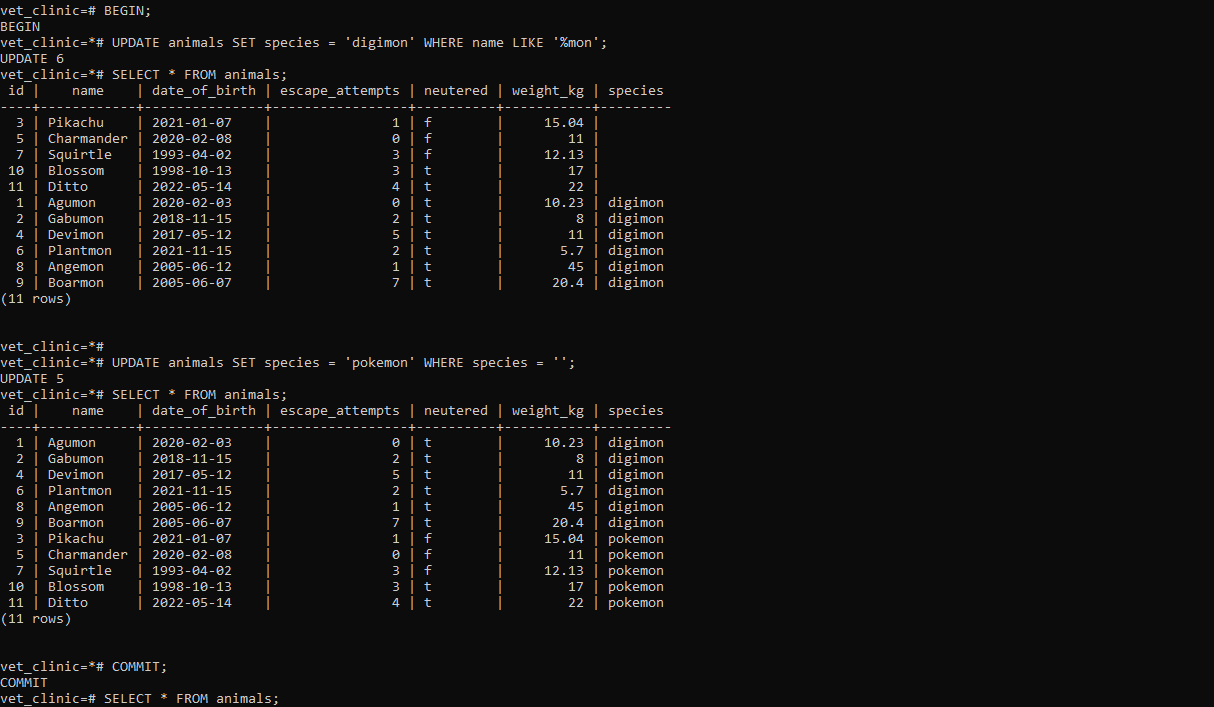 vet_clinic=# BEGIN;
BEGIN
vet_clinic=*# UPDATE animals SET species = 'digimon' WHERE name LIKE '%mon';
UPDATE 6
vet_clinic=*# SELECT * FROM animals;
 id |    name    | date_of_birth | escape_attempts | neutered | weight_kg | species
----+------------+---------------+-----------------+----------+-----------+---------
  3 | Pikachu    | 2021-01-07    |               1 | f        |     15.04 |
  5 | Charmander | 2020-02-08    |               0 | f        |        11 |
  7 | Squirtle   | 1993-04-02    |               3 | f        |     12.13 |
 10 | Blossom    | 1998-10-13    |               3 | t        |        17 |
 11 | Ditto      | 2022-05-14    |               4 | t        |        22 |
  1 | Agumon     | 2020-02-03    |               0 | t        |     10.23 | digimon
  2 | Gabumon    | 2018-11-15    |               2 | t        |         8 | digimon
  4 | Devimon    | 2017-05-12    |               5 | t        |        11 | digimon
  6 | Plantmon   | 2021-11-15    |               2 | t        |       5.7 | digimon
  8 | Angemon    | 2005-06-12    |               1 | t        |        45 | digimon
  9 | Boarmon    | 2005-06-07    |               7 | t        |      20.4 | digimon
(11 rows)
vet_clinic=*#
vet_clinic=*# UPDATE animals SET species = 'pokemon' WHERE species = '';
UPDATE 5
vet_clinic=*# SELECT * FROM animals;
 id |    name    | date_of_birth | escape_attempts | neutered | weight_kg | species
----+------------+---------------+-----------------+----------+-----------+---------
  1 | Agumon     | 2020-02-03    |               0 | t        |     10.23 | digimon
  2 | Gabumon    | 2018-11-15    |               2 | t        |         8 | digimon
  4 | Devimon    | 2017-05-12    |               5 | t        |        11 | digimon
  6 | Plantmon   | 2021-11-15    |               2 | t        |       5.7 | digimon
  8 | Angemon    | 2005-06-12    |               1 | t        |        45 | digimon
  9 | Boarmon    | 2005-06-07    |               7 | t        |      20.4 | digimon
  3 | Pikachu    | 2021-01-07    |               1 | f        |     15.04 | pokemon
  5 | Charmander | 2020-02-08    |               0 | f        |        11 | pokemon
  7 | Squirtle   | 1993-04-02    |               3 | f        |     12.13 | pokemon
 10 | Blossom    | 1998-10-13    |               3 | t        |        17 | pokemon
 11 | Ditto      | 2022-05-14    |               4 | t        |        22 | pokemon
(11 rows)
vet_clinic=*# COMMIT;
COMMIT
vet_clinic=# SELECT * FROM animals;